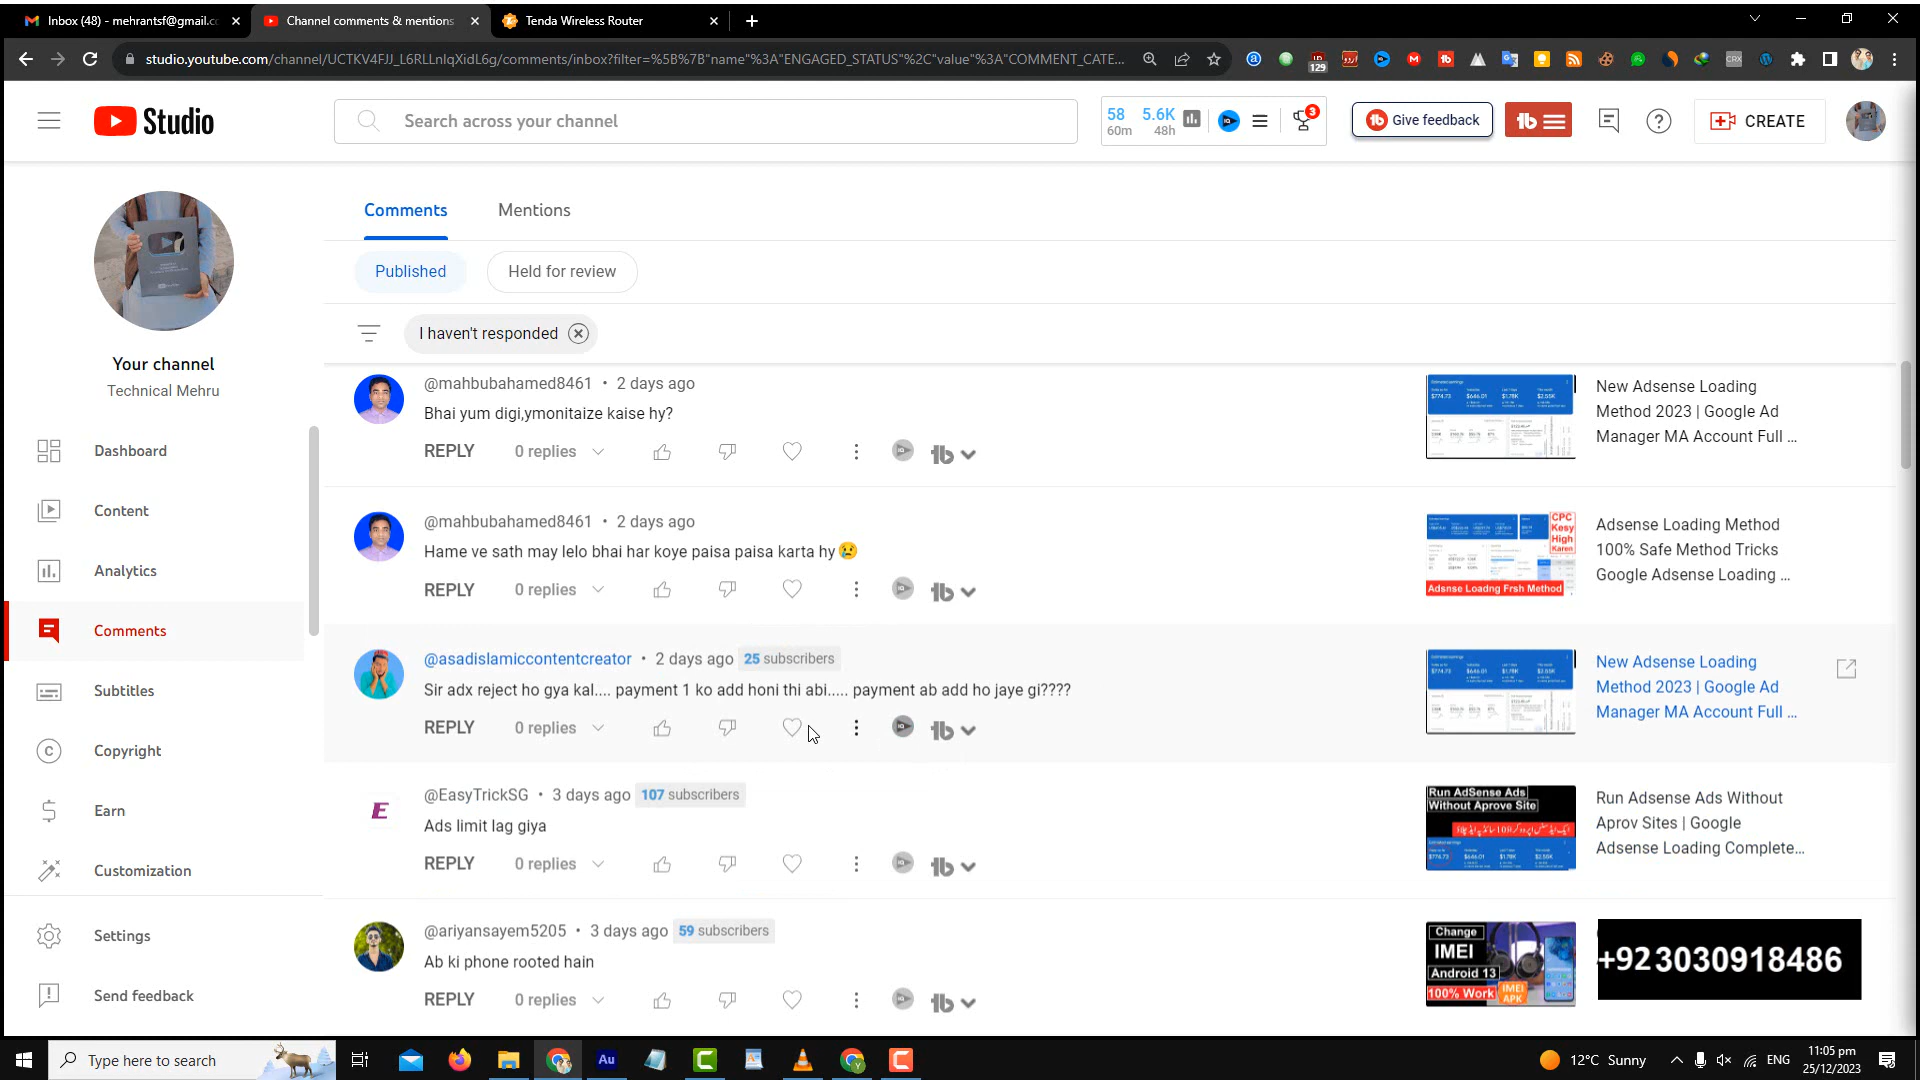 Inbox (48) - mehrantsf@gmail.c
Channel comments & mentions
Tenda Wireless Router
studio.youtube.com/channel/UCTKV4FJJ_L6RLLnlqXidL6g/comments/inbox?filter=%5B%7B"name"%3A"ENGAGED_STATUS"%2C"value"%3A"COMMENT_CATE...
129
Studio
Search across your channel
58
60m
5.6K
48h
3
Give feedback
CREATE
Comments
Mentions
Published
Held for review
I haven't responded
Your channel
Technical Mehru
Dashboard
Content
Analytics
Comments
Subtitles
Copyright
Earn
Customization
Settings
Send feedback
@mahbubahamed8461 • 2 days ago
Bhai yum digi,ymonitaize kaise hy?
REPLY 0 replies
New Adsense Loading
Method 2023 | Google Ad
Manager MA Account Full ...
@mahbubahamed8461 • 2 days ago
Hame ve sath may lelo bhai har koye paisa paisa karta hy😢
REPLY 0 replies
CPC
Kesy
High
Karen
Adsnse Loadng Frsh Method
Adsense Loading Method
100% Safe Method Tricks
Google Adsense Loading ...
@asadislamiccontentcreator • 2 days ago 25 subscribers
Sir adx reject ho gya kal.... payment 1 ko add honi thi abi..... payment ab add ho jaye gi????
REPLY 0 replies
New Adsense Loading
Method 2023 | Google Ad
Manager MA Account Full ...
@EasyTrickSG • 3 days ago 107 subscribers
Ads limit lag giya
REPLY 0 replies
Run AdSense Ads
Without Aprove Site
Run Adsense Ads Without
Aprov Sites | Google
Adsense Loading Complete...
@ariyansayem5205 • 3 days ago 59 subscribers
Ab ki phone rooted hain
REPLY 0 replies
Change
IMEI
Android 13
100% Work
IMEI
APK
+923030918486
Type here to search
12°C Sunny
ENG
11:05 pm
25/12/2023